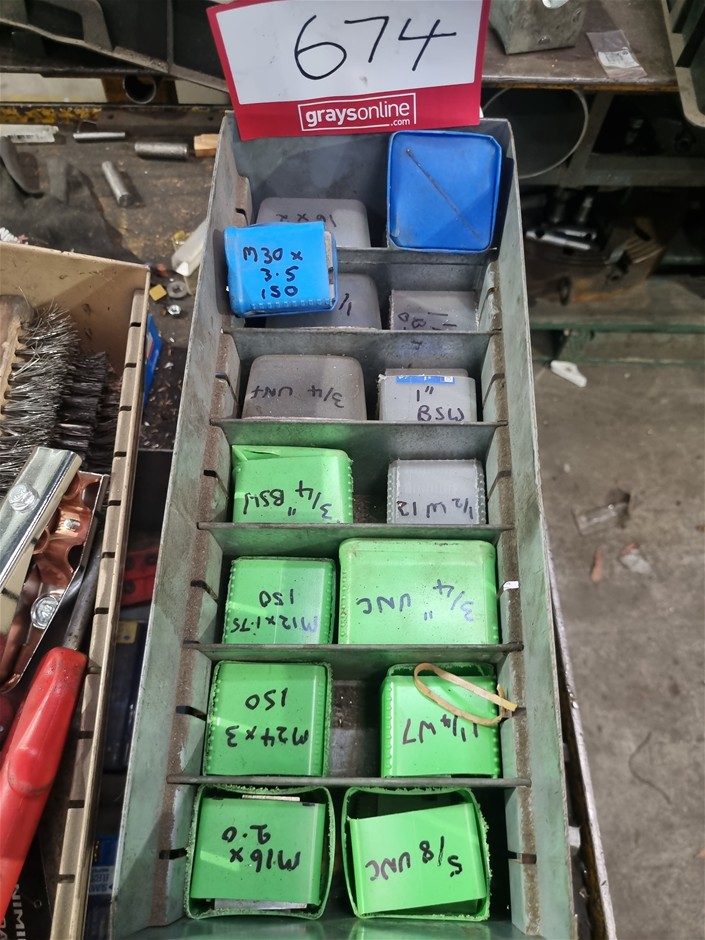 674
graysonline
.com
16 x 2
M30 x
3.5
150
3/4 UNF
1"
BSW
3/4" BSW
1/2 W 12
M12 x 1.75
150
3/4" UNC
M24 x 3
150
1" 1/4 W7
M16 x
2.0
5/8 UNC